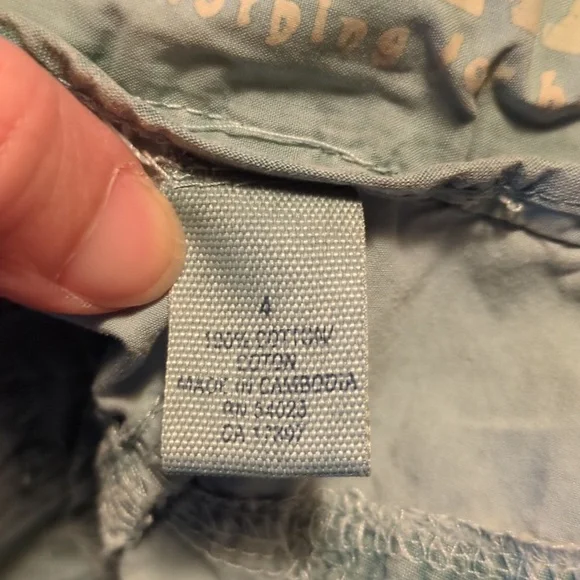 4
100% COTTON/
COTON
MADE IN CAMBODIA
RN 54023
CA 17897